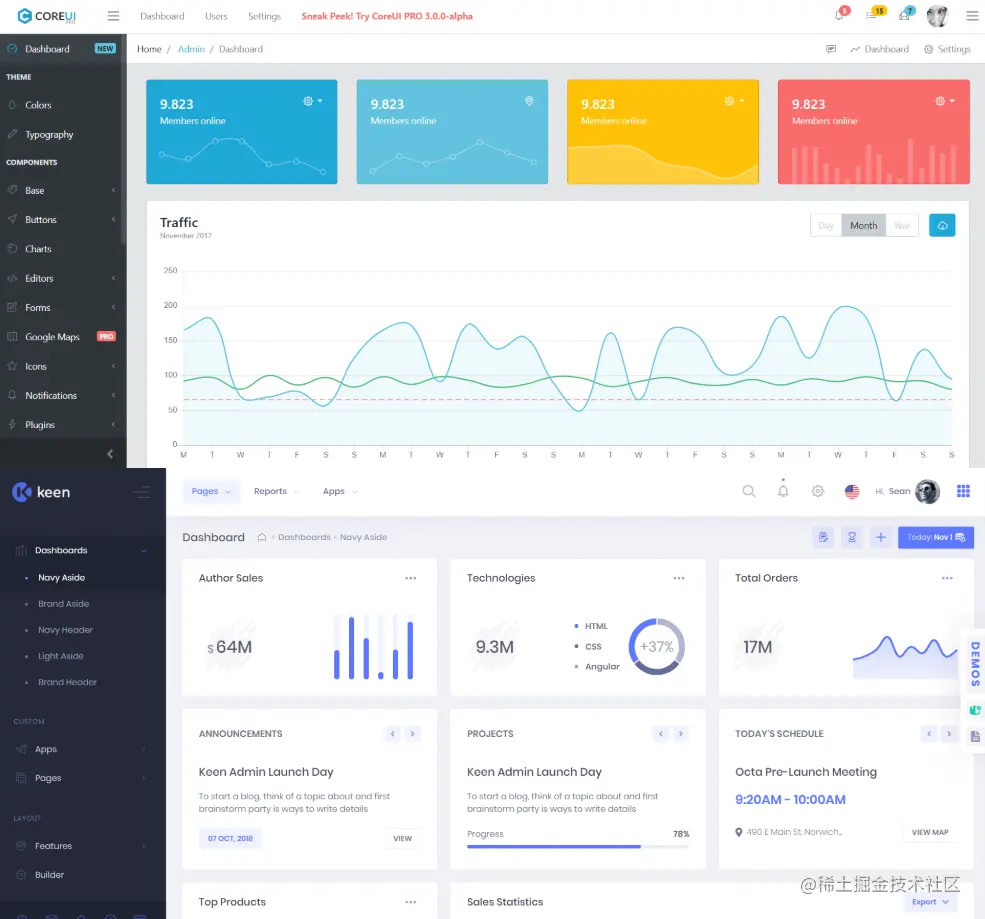 COREUI
PRO
Dashboard
Users
Settings
Sneak Peek! Try CoreUI PRO 3.0.0-alpha
5
15
7
Dashboard
NEW
Home / Admin / Dashboard
Dashboard
Settings
THEME
Colors
Typography
COMPONENTS
Base
Buttons
Charts
Editors
Forms
Google Maps
PRO
Icons
Notifications
Plugins
9.823
Members online
9.823
Members online
9.823
Members online
9.823
Members online
Traffic
November 2017
Day
Month
Year
250
200
150
100
50
0
M T W T F S S M T W T F S S M T W T F S S M T W T F S S
keen
Pages
Reports
Apps
Hi, Sean
Dashboards
Navy Aside
Brand Aside
Navy Header
Light Aside
Brand Header
CUSTOM
Apps
Pages
LAYOUT
Features
Builder
Dashboard
Dashboards
Navy Aside
Today: Nov 1
Author Sales
$ 64M
Technologies
9.3M
HTML
CSS
Angular
+37%
Total Orders
17M
DEMOS
ANNOUNCEMENTS
Keen Admin Launch Day
To start a blog, think of a topic about and first
brainstorm party is ways to write details
07 OCT, 2018
VIEW
PROJECTS
Keen Admin Launch Day
To start a blog, think of a topic about and first
brainstorm party is ways to write details
Progress
78%
TODAY'S SCHEDULE
Octa Pre-Launch Meeting
9:20AM - 10:00AM
490 E Main St. Norwich...
VIEW MAP
Top Products
Sales Statistics
Export
@稀土掘金技术社区